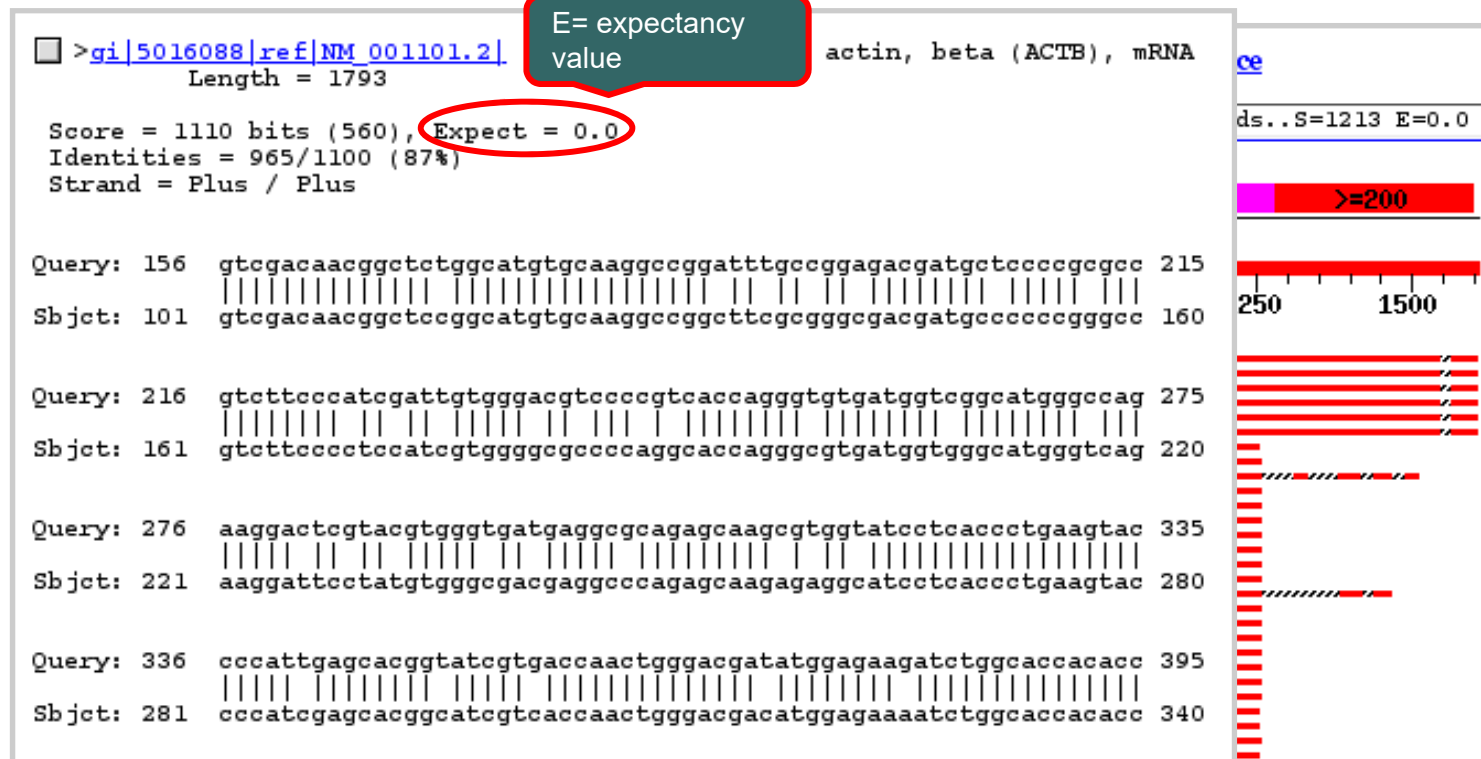 E= expectancy
value
>gi|5016088|ref|NM_001101.2| actin, beta (ACTB), mRNA
Length = 1793
Score = 1110 bits (560), Expect = 0.0
Identities = 965/1100 (87%)
Strand = Plus / Plus
Query: 156 gtcgacaacggctctggcatgtgcaaggccggatttgccggagacgatgctccccgcgcc 215
Sbjct: 101 gtcgacaacggctccggcatgtgcaaggccggcttcgcgggcgacgatgcccccccgggcc 160
Query: 216 gtcttcccatcgattgtgggacgtccccgtcaccagggtgtgatggtcggcatgggccag 275
Sbjct: 161 gtcttcccctccatcgtggggcgccccaggcaccagggcgtgatggtgggcatgggtcag 220
Query: 276 aaggactcgtacgtgggtgatgaggcgcagagcaagcgtggtatcctcaccctgaagtac 335
Sbjct: 221 aaggattcctatgtgggcgacgaggcccagagcaagagaggcatcctcaccctgaagtac 280
Query: 336 cccattgagcacggtatcgtgaccaactgggacgatatggagaagatctggcaccacacc 395
Sbjct: 281 cccatcgagcacggcatcgtcaccaactgggacgacatggagaaaatctggcaccacacc 340
ce
ds..S=1213 E=0.0
>=200
250 1500